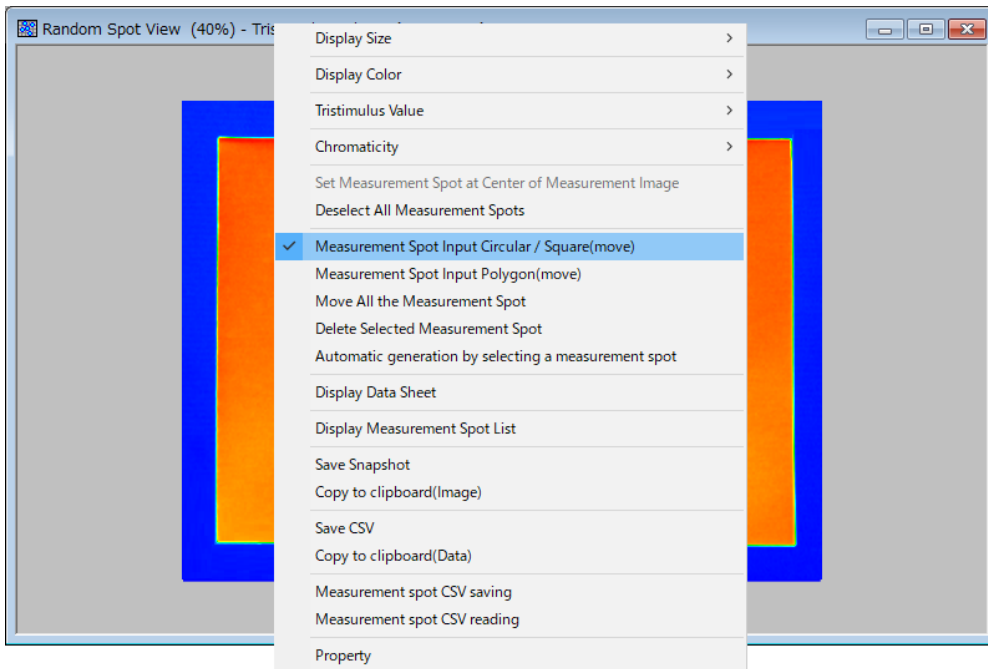 Random Spot View (40%) - Tris
Display Size
Display Color
Tristimulus Value
Chromaticity
Set Measurement Spot at Center of Measurement Image
Deselect All Measurement Spots
Measurement Spot Input Circular / Square(move)
Measurement Spot Input Polygon(move)
Move All the Measurement Spot
Delete Selected Measurement Spot
Automatic generation by selecting a measurement spot
Display Data Sheet
Display Measurement Spot List
Save Snapshot
Copy to clipboard(Image)
Save CSV
Copy to clipboard(Data)
Measurement spot CSV saving
Measurement spot CSV reading
Property